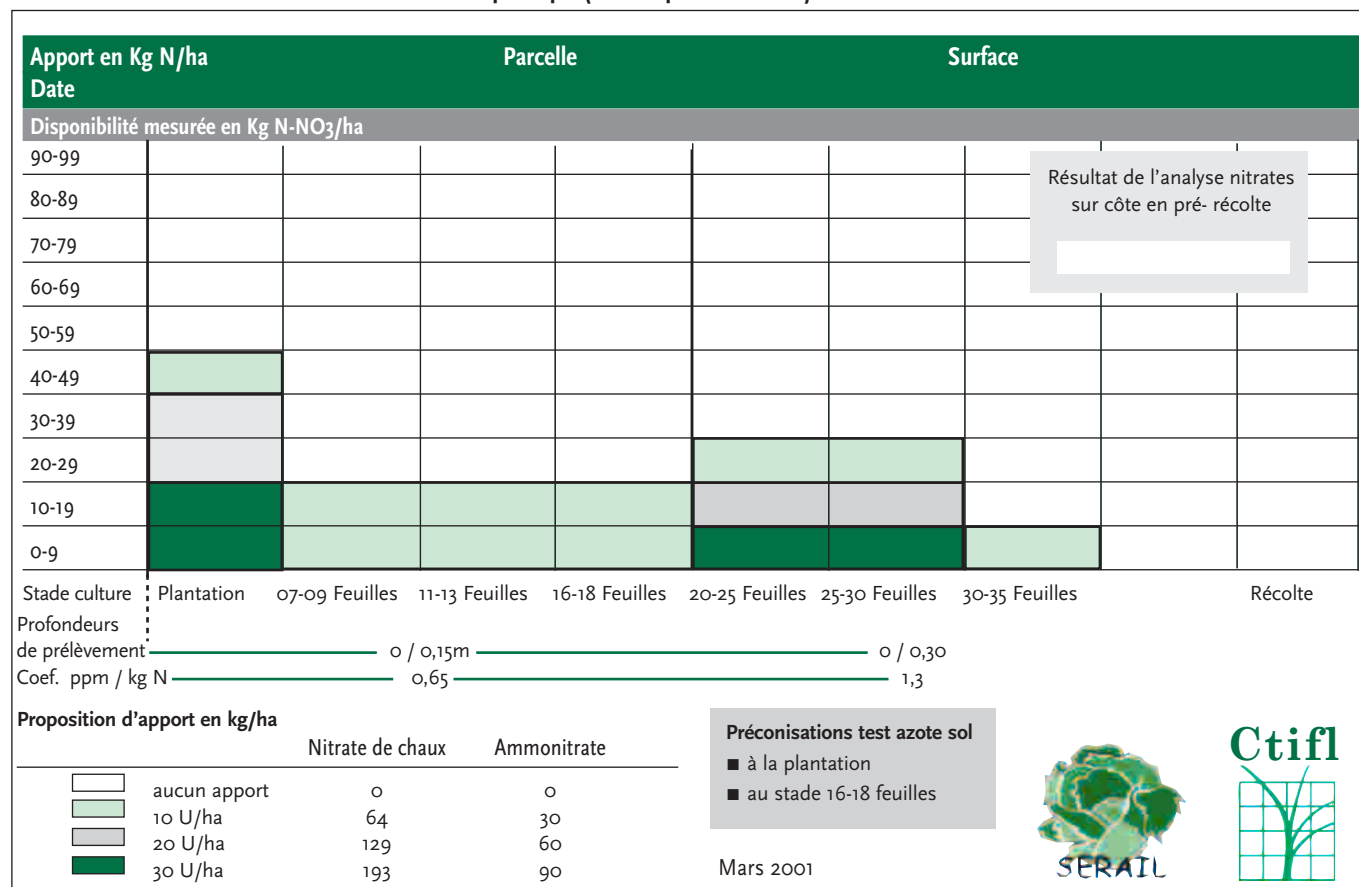 Apport en Kg N/ha Parcelle Surface
Date
Disponibilité mesurée en Kg N-NO3/ha
90-99
80-89
70-79
60-69
50-59
40-49
30-39
20-29
10-19
0-9
Résultat de l'analyse nitrates
sur côte en pré- récolte
Stade culture Plantation 07-09 Feuilles 11-13 Feuilles 16-18 Feuilles 20-25 Feuilles 25-30 Feuilles 30-35 Feuilles Récolte
Profondeurs
de prélèvement 0 / 0,15m 0 / 0,30
Coef. ppm / kg N 0,65 1,3
Proposition d'apport en kg/ha
Nitrate de chaux Ammonitrate
aucun apport 0 0
10 U/ha 64 30
20 U/ha 129 60
30 U/ha 193 90
Préconisations test azote sol
■ à la plantation
■ au stade 16-18 feuilles
Mars 2001
SERAIL
Ctifl